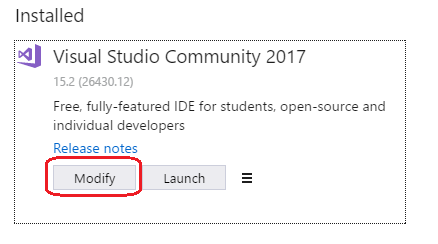 Installed
Visual Studio Community 2017
15.2 (26430.12)
Free, fully-featured IDE for students, open-source and
individual developers
Release notes
Modify Launch